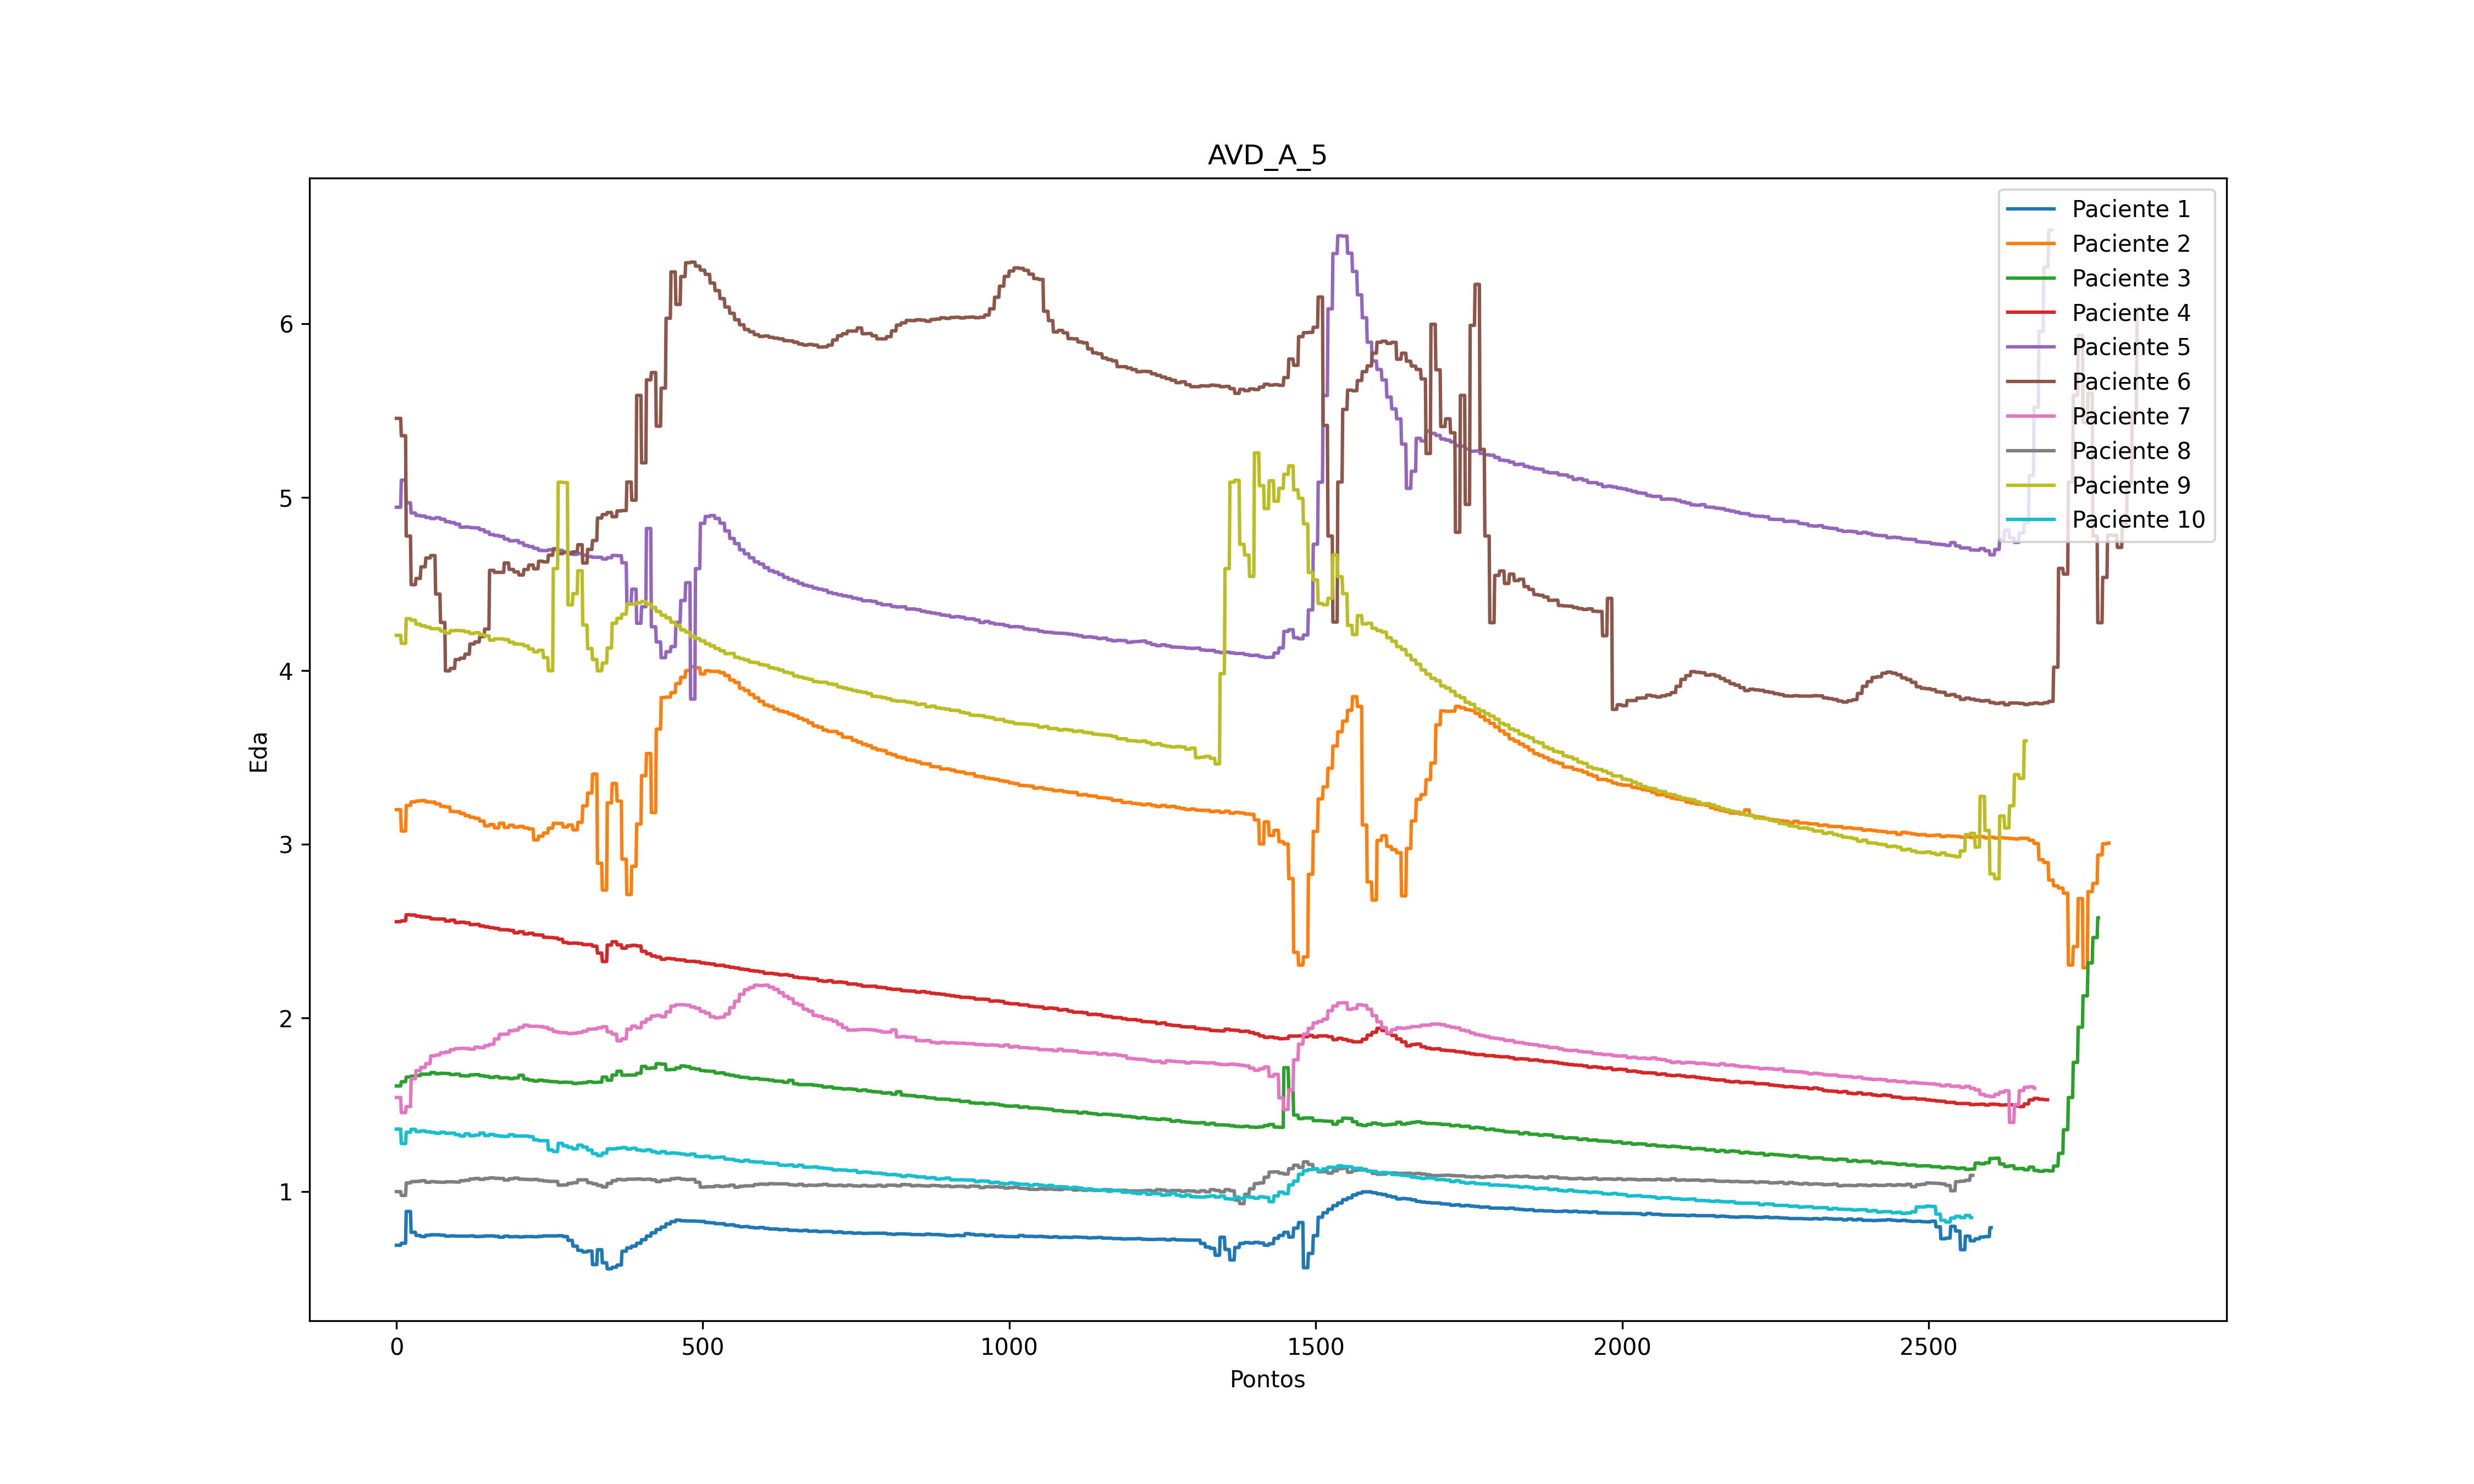 AVD_A_5
Paciente 1
Paciente 2
Paciente 3
Paciente 4
Paciente 5
Paciente 6
Paciente 7
Paciente 8
Paciente 9
Paciente 10
Eda
6
5
4
3
2
1
0 500 1000 1500 2000 2500
Pontos